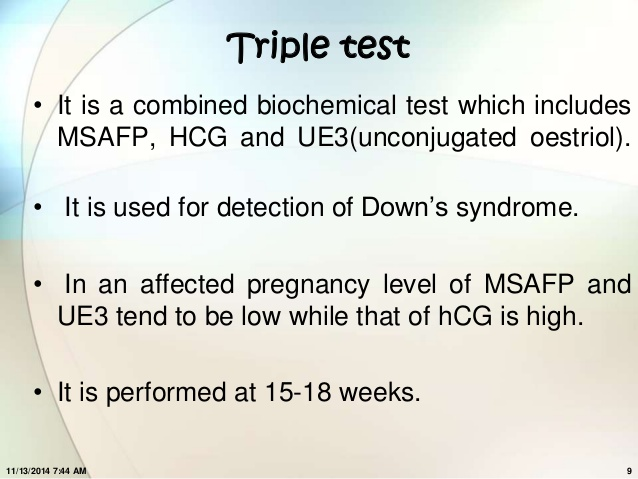 Triple test
• It is a combined biochemical test which includes
MSAFP, HCG and UE3(unconjugated oestriol).
• It is used for detection of Down’s syndrome.
• In an affected pregnancy level of MSAFP and
UE3 tend to be low while that of hCG is high.
• It is performed at 15-18 weeks.
11/13/2014 7:44 AM
9